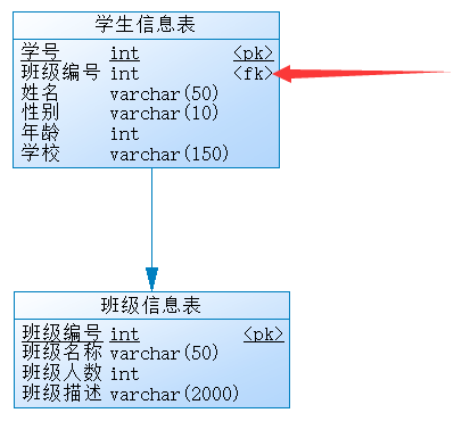 学生信息表
学号 int <pk>
班级编号 int <fk>
姓名 varchar(50)
性别 varchar(10)
年龄 int
学校 varchar(150)
班级信息表
班级编号 int <pk>
班级名称 varchar(50)
班级人数 int
班级描述 varchar(2000)